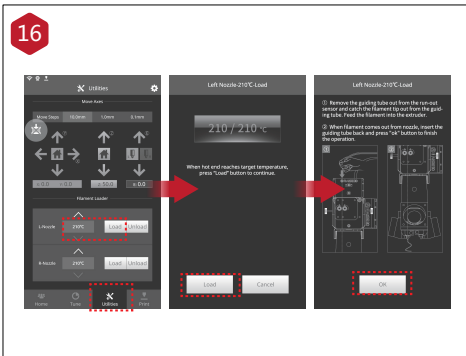 16
Utilities
Move Axes
Move Steps 10.0mm 1.0mm 0.1mm
x: 0.0 y: 0.0 z: 50.0 e: 0.0
Filament Loader
L-Nozzle 210℃ Load Unload
R-Nozzle 210℃ Load Unload
Home Tune Utilities Print
Left Nozzle-210℃-Load
210 / 210 ℃
When hot end reaches target temperature,
press "Load" button to continue.
Load Cancel
Left Nozzle-210℃-Load
① Remove the guiding tube out from the run-out
sensor and catch the filament tip out from the guid-
ing tube. Feed the filament into the extruder.
② When filament comes out from nozzle, insert the
guiding tube back and press "ok" button to finish
the operation.
① ②
OK